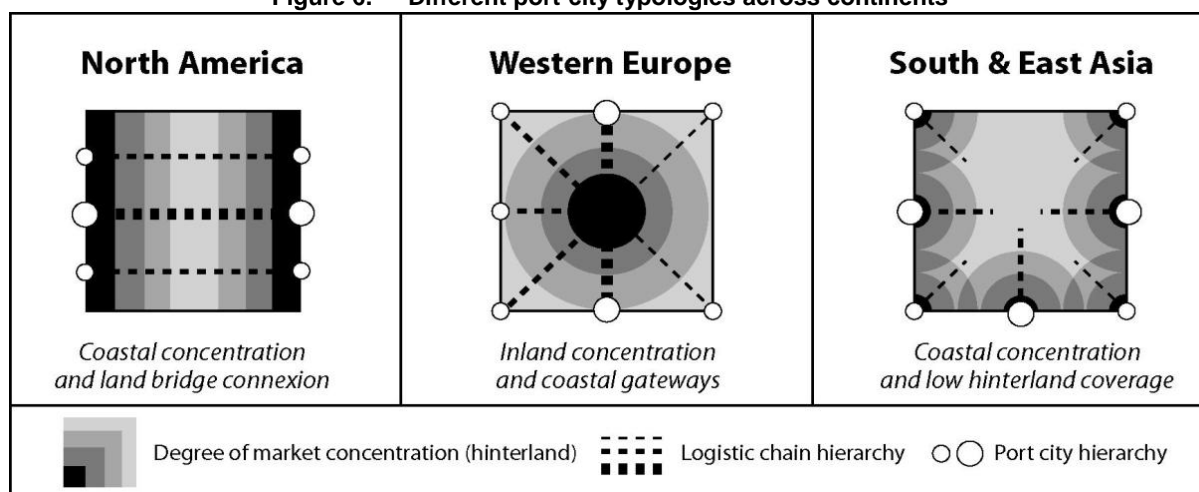 Figure 6. Different port-city typologies across continents
North America
Western Europe
South & East Asia
Coastal concentration
and land bridge connexion
Inland concentration
and coastal gateways
Coastal concentration
and low hinterland coverage
Degree of market concentration (hinterland)
Logistic chain hierarchy
Port city hierarchy